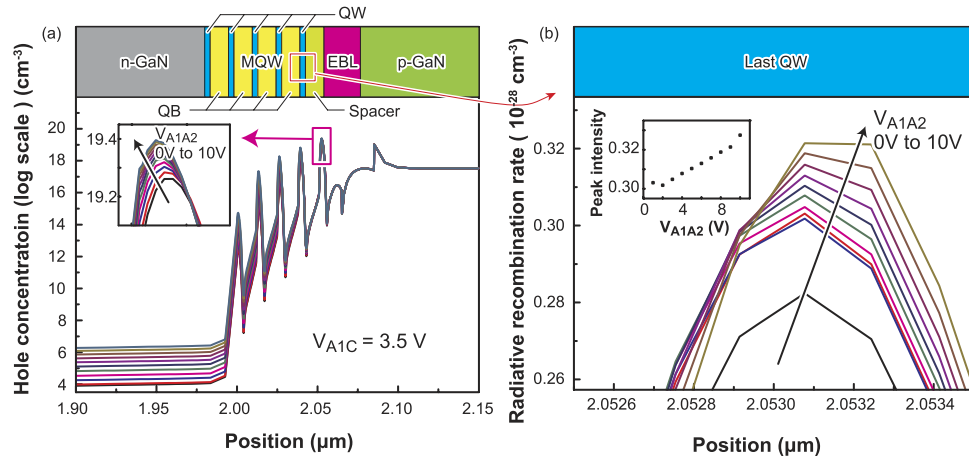 (a)
QW
n-GaN
MQW
EBL
p-GaN
QB
Spacer
Hole concentratoin (log scale ) (cm-3)
20
18
16
14
12
10
8
6
4
19.4
19.2
VA1A2
0V to 10V
VA1C = 3.5 V
1.90
1.95
2.00
2.05
2.10
2.15
Position (μm)
(b)
Last QW
Radiative recombination rate ( 10-28 cm-3)
0.32
0.30
0.28
0.26
Peak intensity
0.32
0.30
0
4
8
VA1A2 (V)
VA1A2
0V to 10V
2.0526
2.0528
2.0530
2.0532
2.0534
Position (μm)